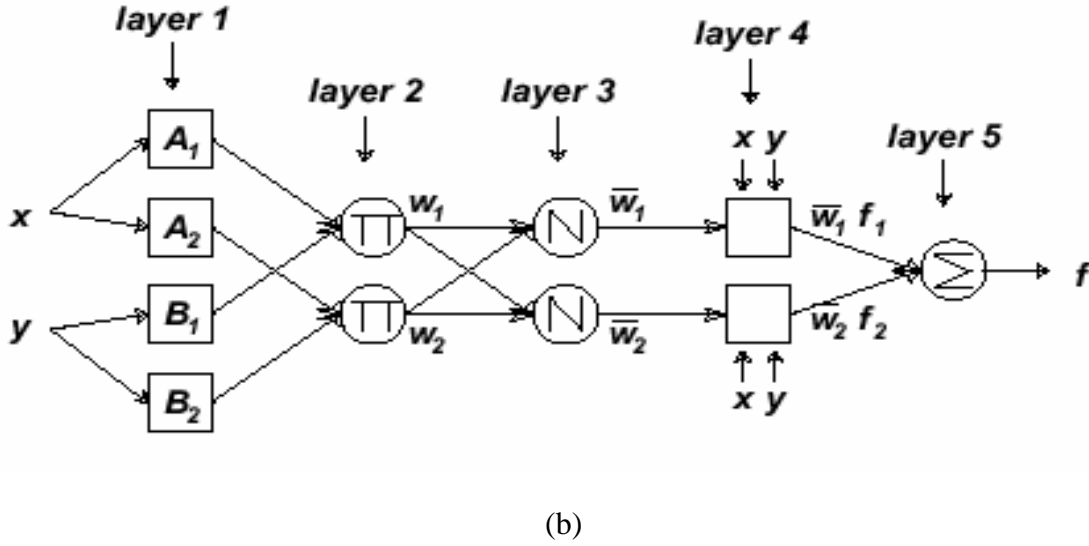 layer 1
layer 4
layer 2
layer 3
x y
layer 5
A₁
x
A₂
∏
w₁
N
w̅₁
w̅₁ f₁
Σ
f
y
B₁
∏
w₂
N
w̅₂
w̅₂ f₂
B₂
x y
(b)